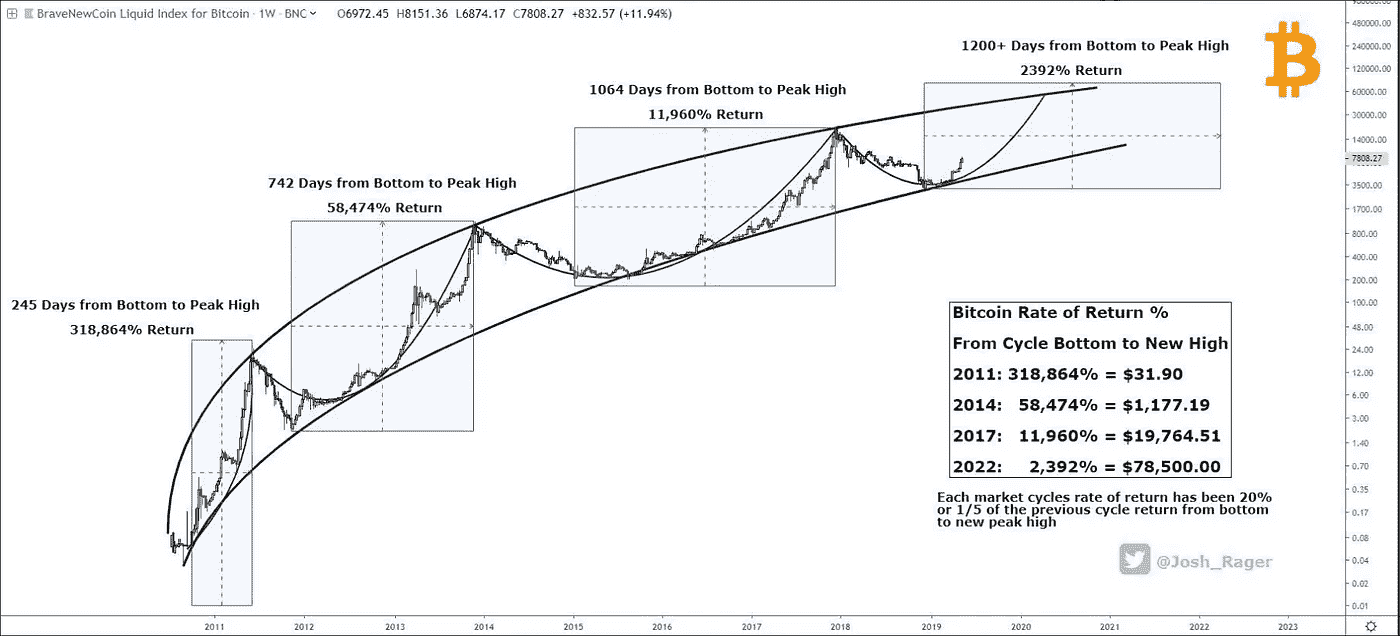 BraveNewCoin Liquid Index for Bitcoin · 1W · BNC O6972.45 H8151.36 L6874.17 C7808.27 +832.57 (+11.94%)
1200+ Days from Bottom to Peak High
2392% Return
1064 Days from Bottom to Peak High
11,960% Return
742 Days from Bottom to Peak High
58,474% Return
245 Days from Bottom to Peak High
318,864% Return
Bitcoin Rate of Return %
From Cycle Bottom to New High
2011: 318,864% = $31.90
2014: 58,474% = $1,177.19
2017: 11,960% = $19,764.51
2022: 2,392% = $78,500.00
Each market cycles rate of return has been 20%
or 1/5 of the previous cycle return from bottom
to new peak high
@Josh_Rager
480000.00
240000.00
120000.00
60000.00
30000.00
14000.00
7808.27
3500.00
1700.00
800.00
400.00
200.00
100.00
48.00
24.00
12.00
6.00
3.00
1.40
0.70
0.35
0.17
0.08
0.04
0.02
0.01
2011 2012 2013 2014 2015 2016 2017 2018 2019 2020 2021 2022 2023